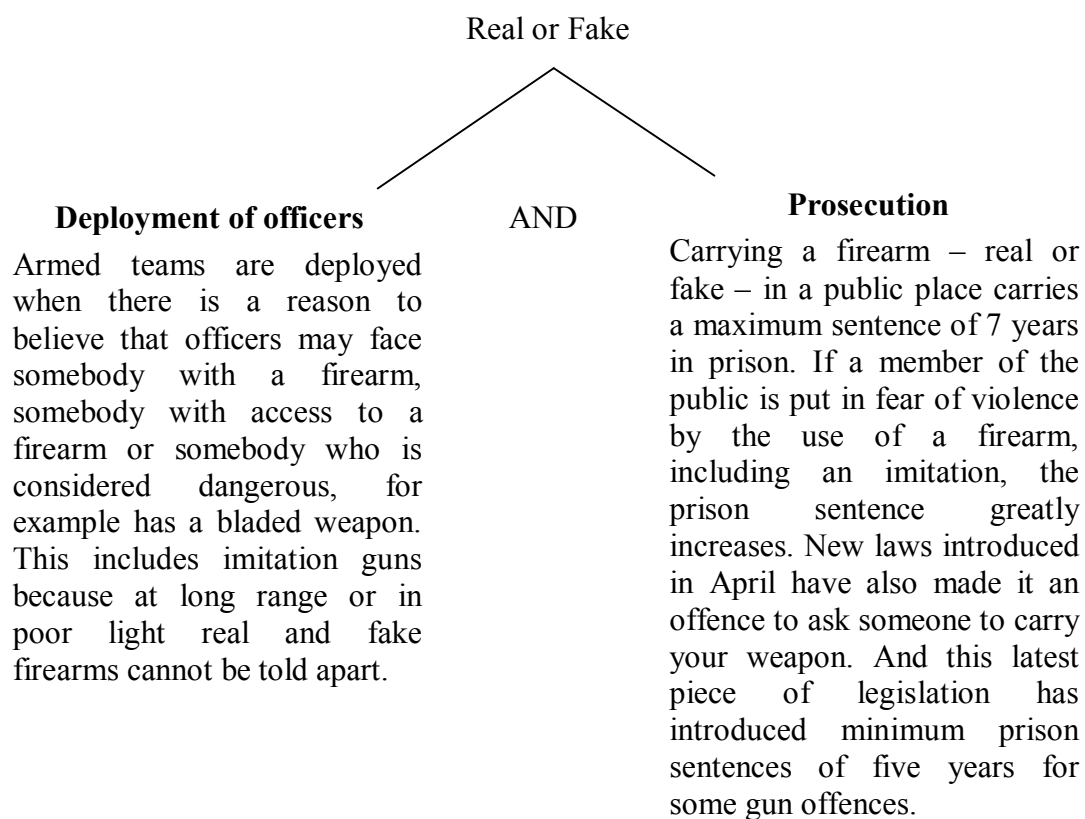 Real or Fake
Deployment of officers
Armed teams are deployed
when there is a reason to
believe that officers may face
somebody with a firearm,
somebody with access to a
firearm or somebody who is
considered dangerous, for
example has a bladed weapon.
This includes imitation guns
because at long range or in
poor light real and fake
firearms cannot be told apart.
AND
Prosecution
Carrying a firearm – real or
fake – in a public place carries
a maximum sentence of 7 years
in prison. If a member of the
public is put in fear of violence
by the use of a firearm,
including an imitation, the
prison sentence greatly
increases. New laws introduced
in April have also made it an
offence to ask someone to carry
your weapon. And this latest
piece of legislation has
introduced minimum prison
sentences of five years for
some gun offences.